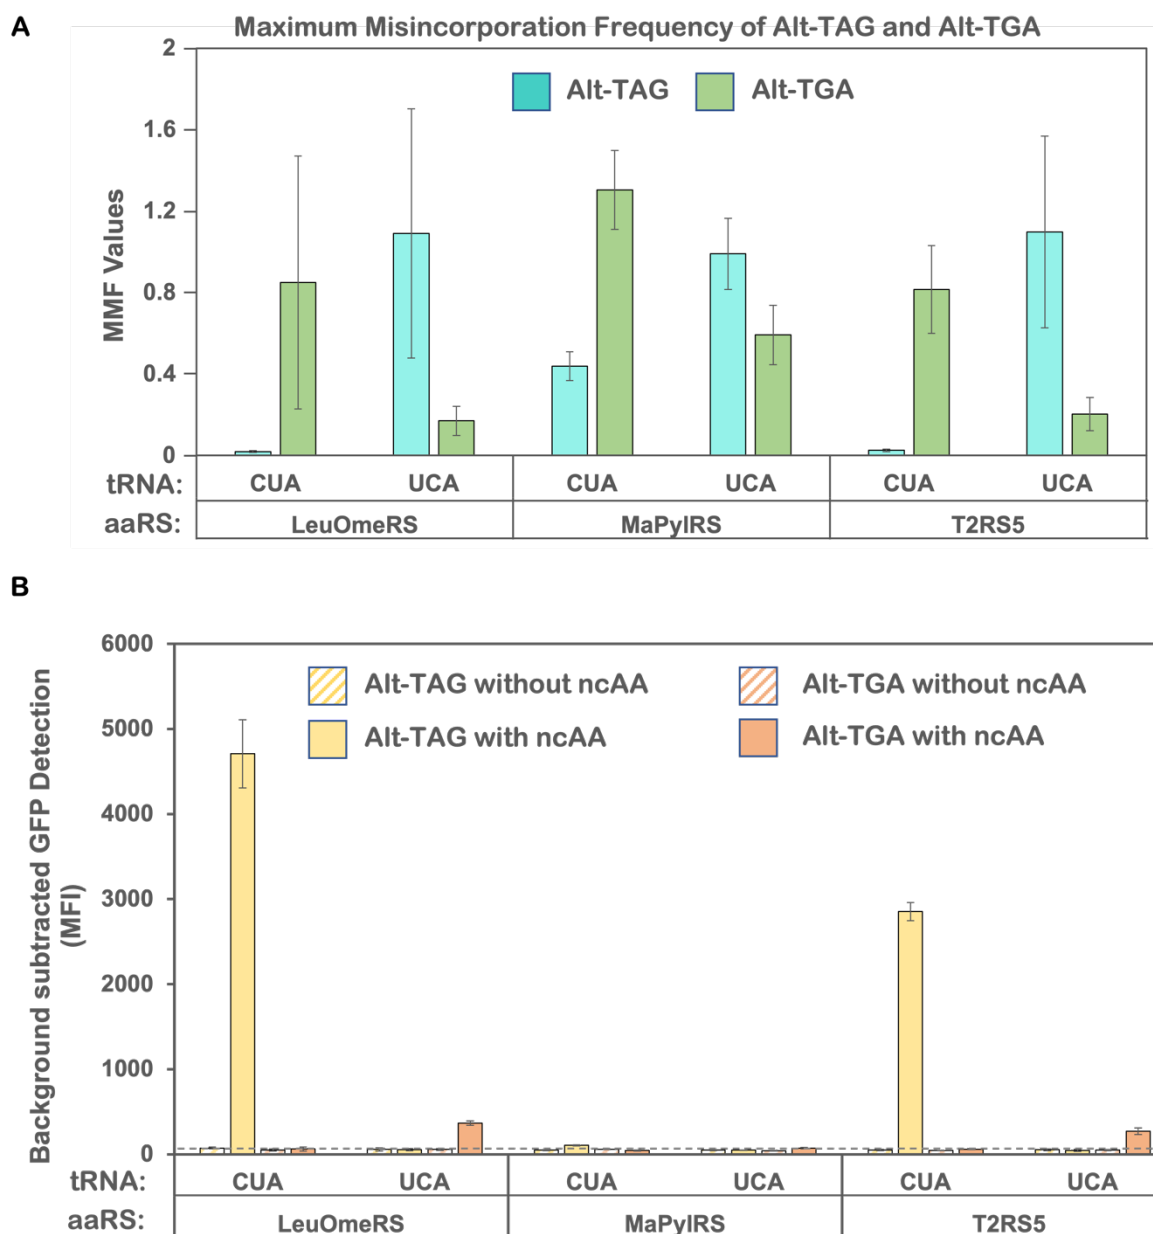 A
Maximum Misincorporation Frequency of Alt-TAG and Alt-TGA
2
Alt-TAG Alt-TGA
1.6
1.2
0.8
0.4
0
MMF Values
tRNA: CUA UCA CUA UCA CUA UCA
aaRS: LeuOmeRS MaPylRS T2RS5
B
6000
Alt-TAG without ncAA Alt-TGA without ncAA
Alt-TAG with ncAA Alt-TGA with ncAA
5000
4000
3000
2000
1000
0
Background subtracted GFP Detection
(MFI)
tRNA: CUA UCA CUA UCA CUA UCA
aaRS: LeuOmeRS MaPylRS T2RS5